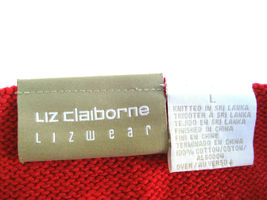 Liz claiborne
Lizwear
L
KNITTED IN SRI LANKA
TRICOTER A SRI LANKA
TEJIDO EN SRI LANKA
FINISHED IN CHINA
FINI EN CHINA
TERMINADO EN CHINA
100% COTTON/COTON/
ALGODON
OVER/AU VERSO